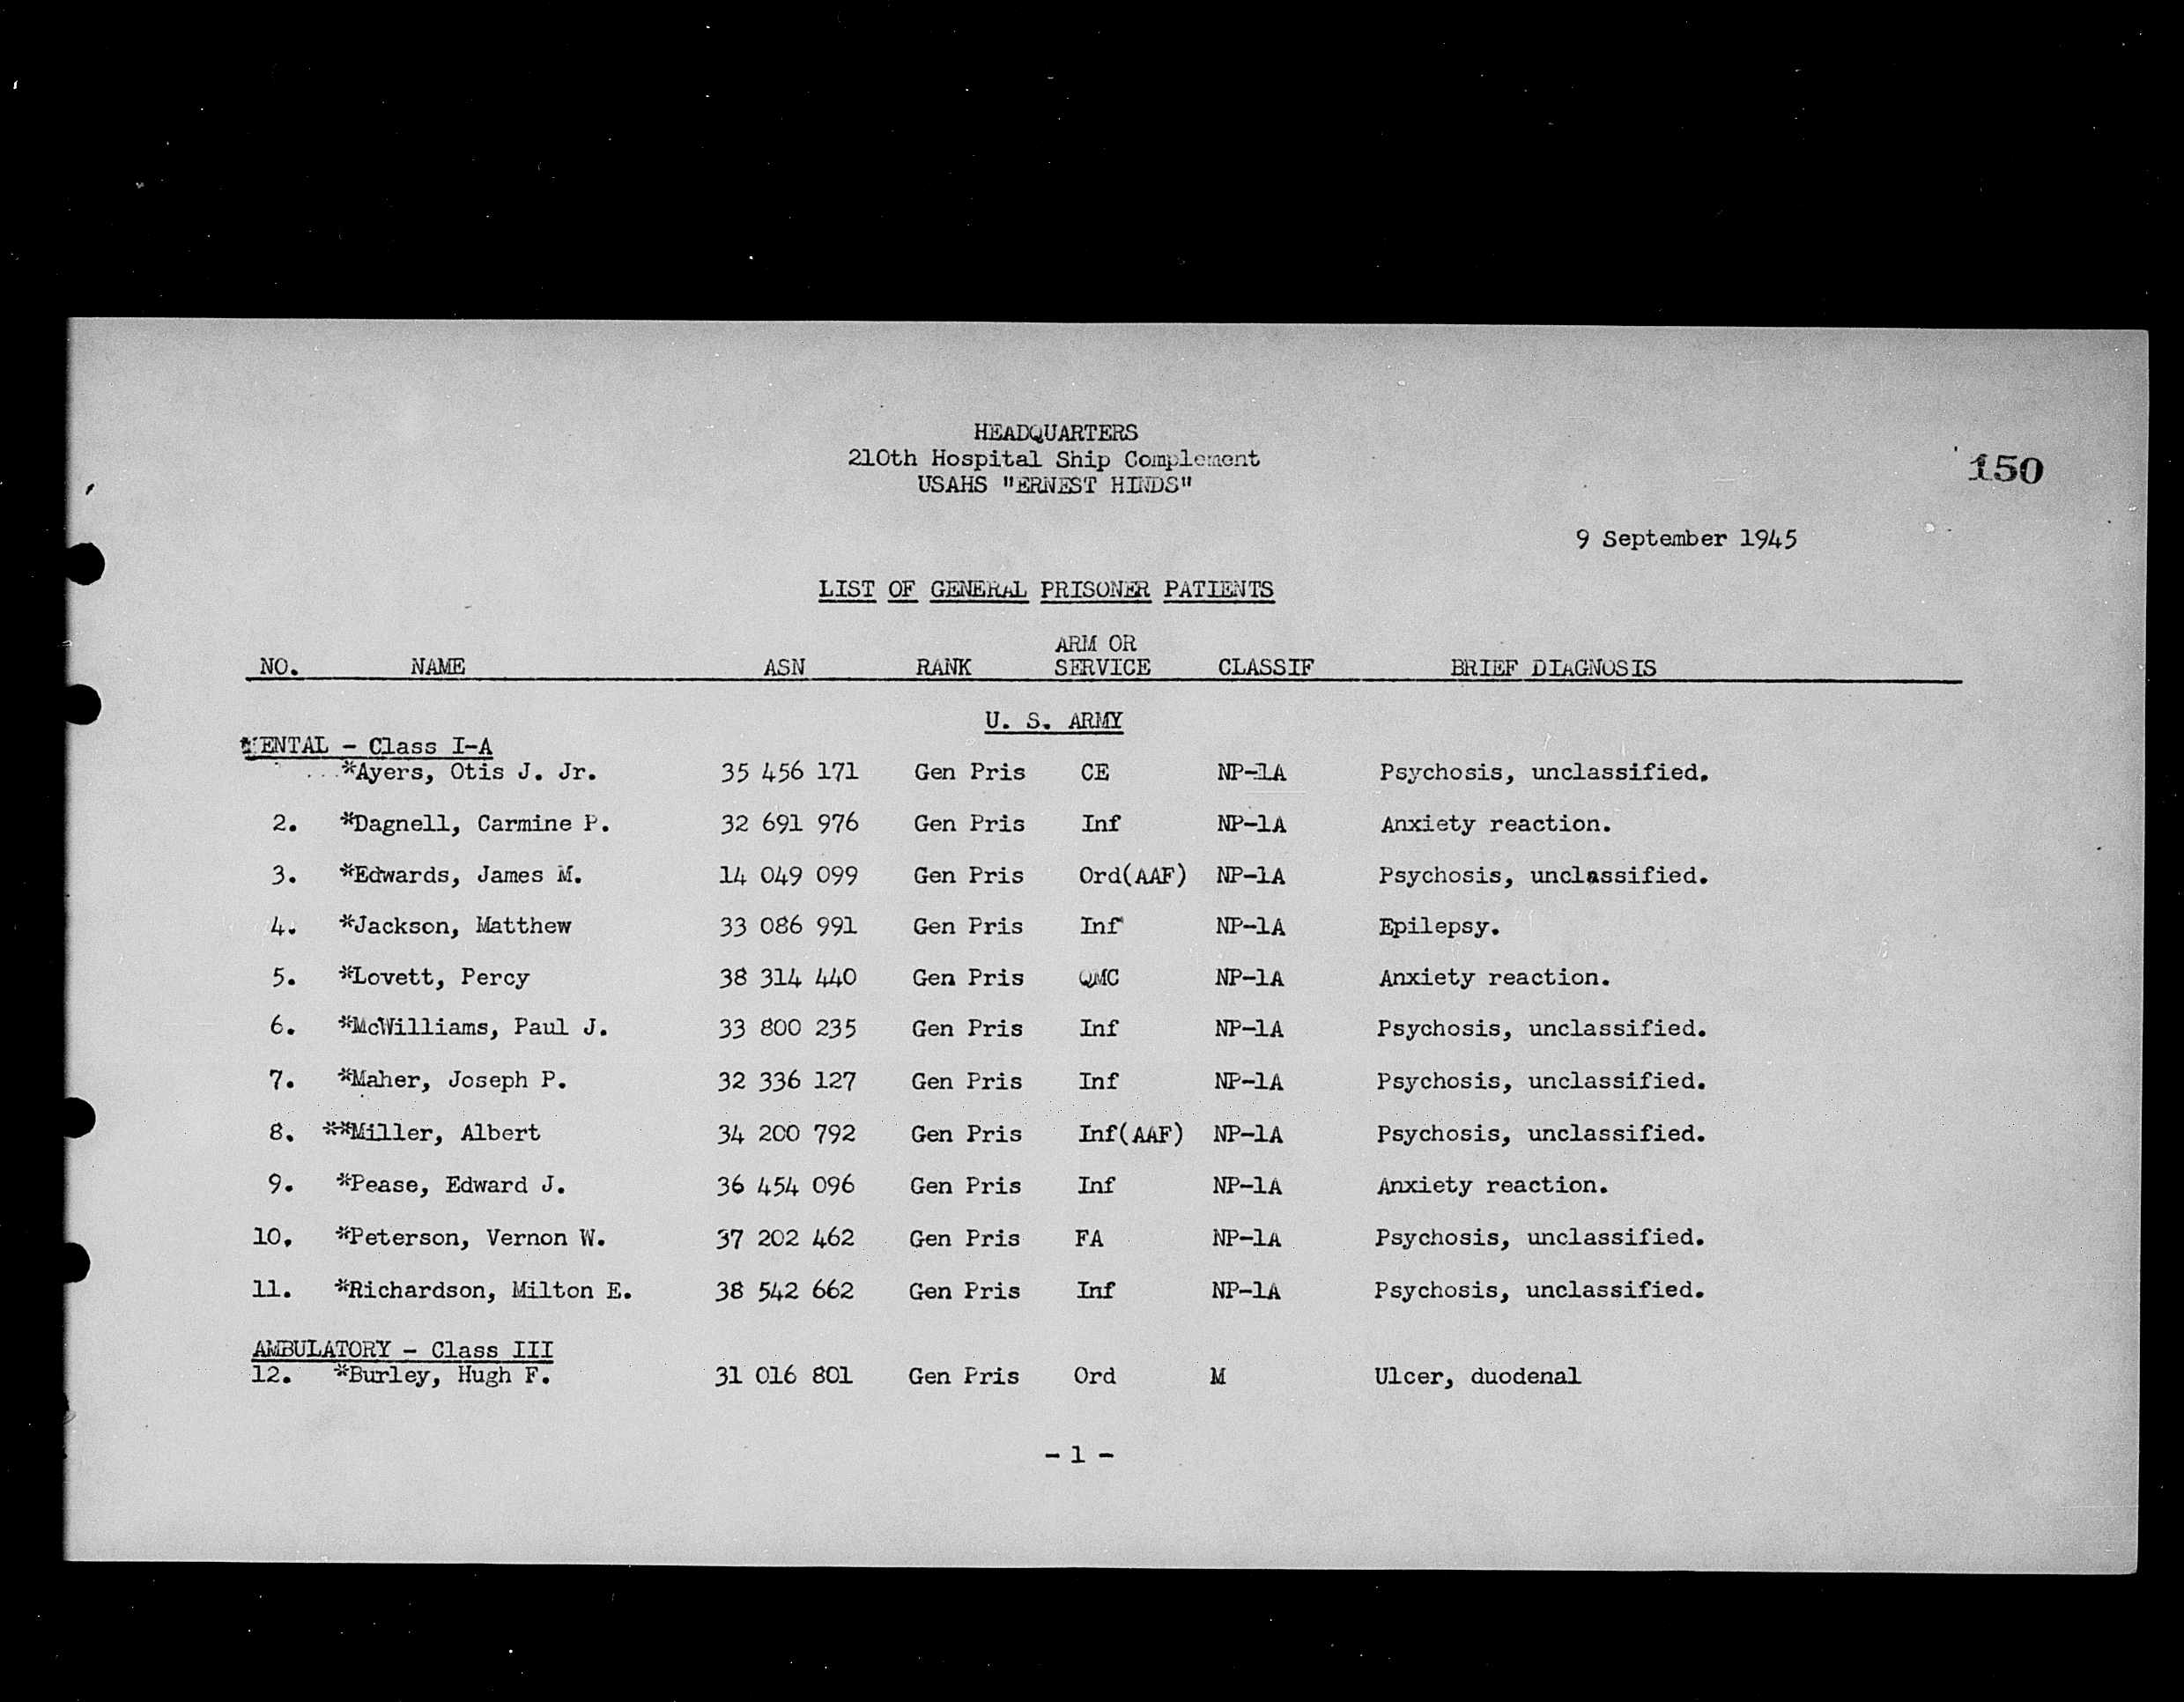 HEADQUARTERS
210th Hospital Ship Complement
USAHS "ERNEST HINDS"
150
9 September 1945
LIST OF GENERAL PRISONER PATIENTS
NO. NAME ASN RANK ARM OR SERVICE CLASSIF BRIEF DIAGNOSIS
U. S. ARMY
MENTAL - Class I-A
*Ayers, Otis J. Jr. 35 456 171 Gen Pris CE NP-1A Psychosis, unclassified.
2. *Dagnell, Carmine P. 32 691 976 Gen Pris Inf NP-1A Anxiety reaction.
3. *Edwards, James M. 14 049 099 Gen Pris Ord(AAF) NP-1A Psychosis, unclassified.
4. *Jackson, Matthew 33 086 991 Gen Pris Inf NP-1A Epilepsy.
5. *Lovett, Percy 38 314 440 Gen Pris QMC NP-1A Anxiety reaction.
6. *McWilliams, Paul J. 33 800 235 Gen Pris Inf NP-1A Psychosis, unclassified.
7. *Maher, Joseph P. 32 336 127 Gen Pris Inf NP-1A Psychosis, unclassified.
8. **Miller, Albert 34 200 792 Gen Pris Inf(AAF) NP-1A Psychosis, unclassified.
9. *Pease, Edward J. 36 454 096 Gen Pris Inf NP-1A Anxiety reaction.
10. *Peterson, Vernon W. 37 202 462 Gen Pris FA NP-1A Psychosis, unclassified.
11. *Richardson, Milton E. 38 542 662 Gen Pris Inf NP-1A Psychosis, unclassified.
AMBULATORY - Class III
12. *Burley, Hugh F. 31 016 801 Gen Pris Ord M Ulcer, duodenal
- 1 -